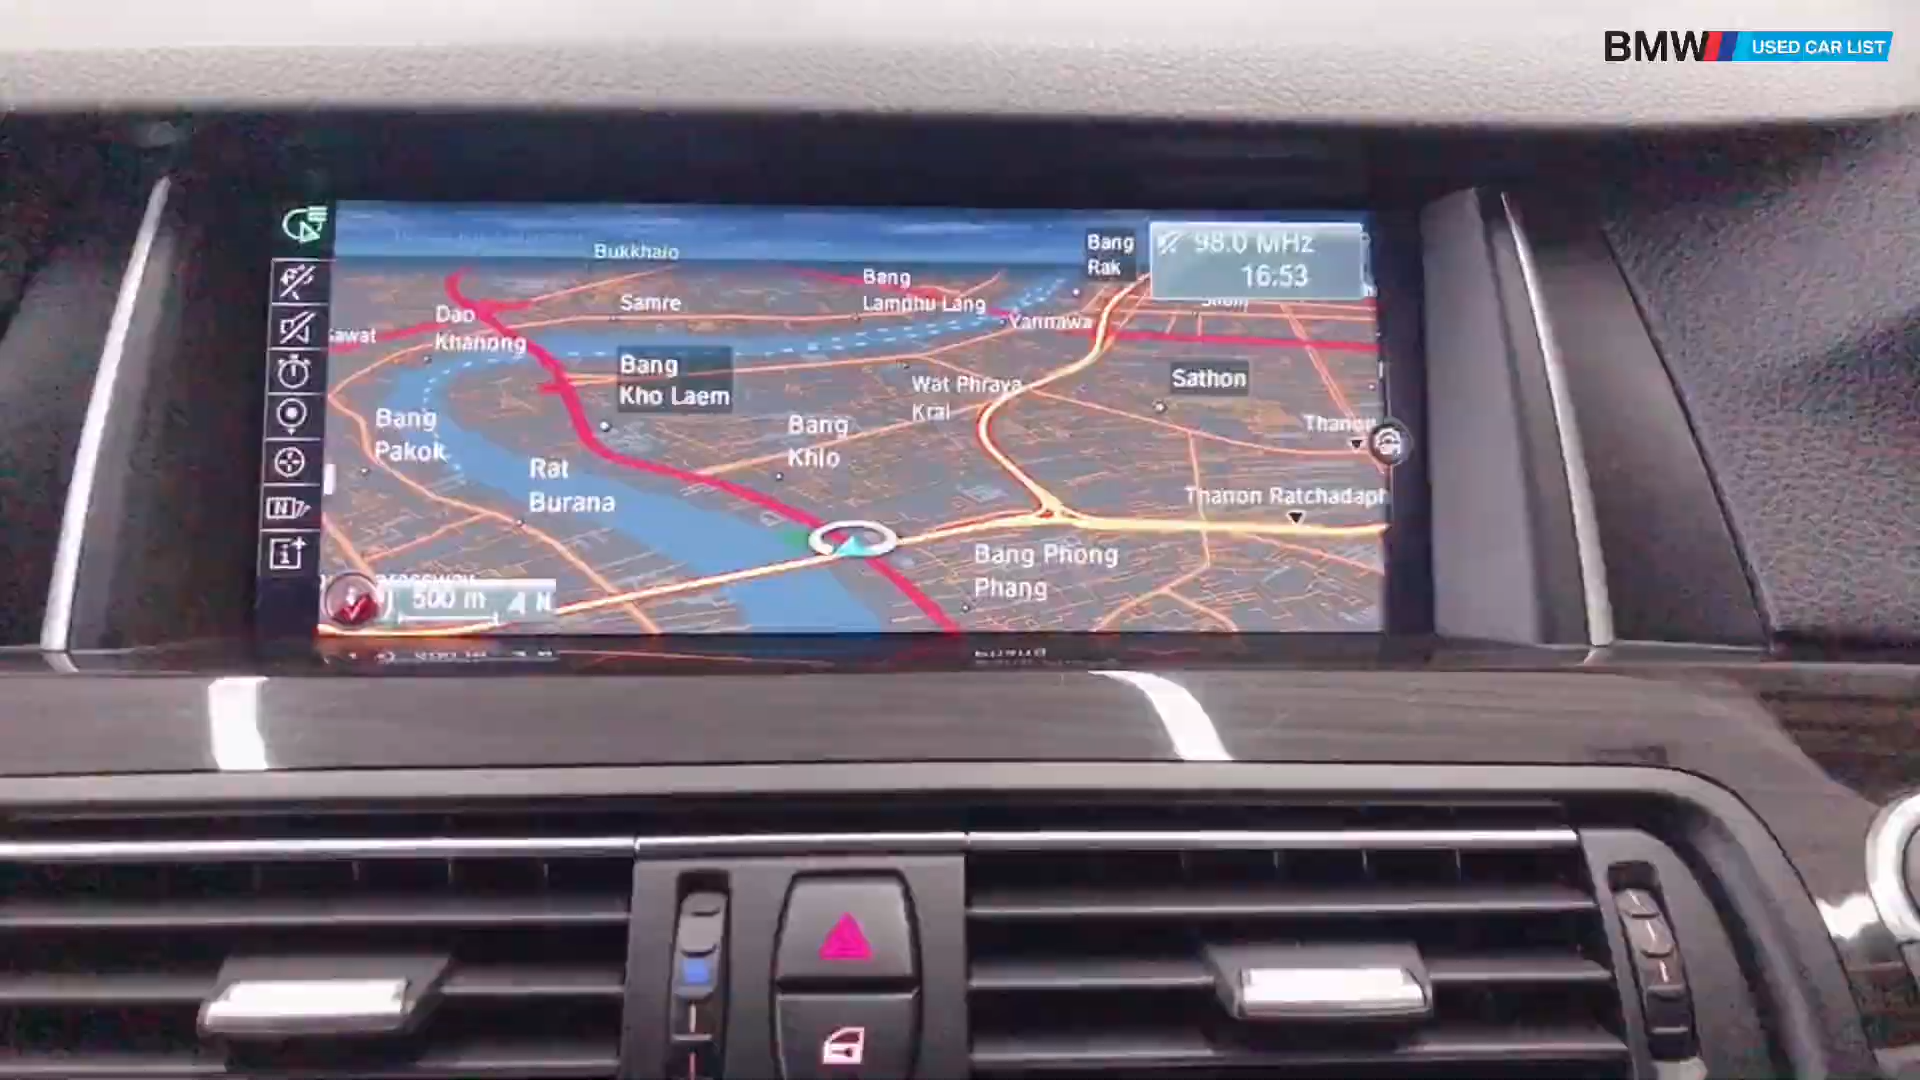 BMW USED CAR LIST
98.0 MHz
16:53
Bang
Rak
Bukkhalo
Bang
Lamphu Lang
Samre
Dao
Khanong
Yannawa
Bang
Kho Laem
Sathon
Wat Phraya
Krai
Bang
Pakok
Bang
Khlo
Thanon
Rat
Burana
Thanon Ratchadaph
Bang Phong
Phang
500 m
N
N